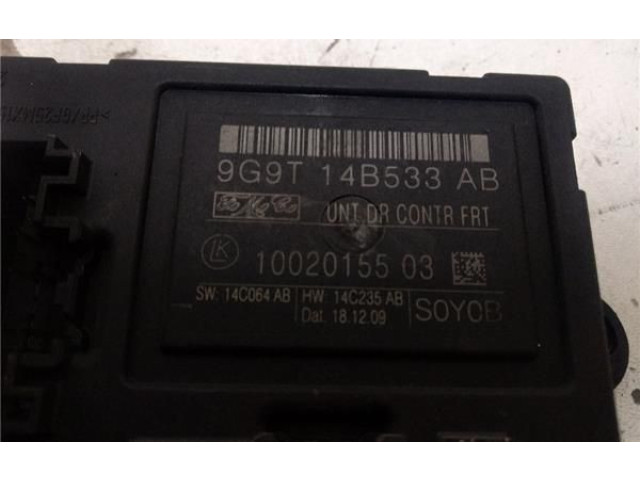 9G9T 14B533 AB
UNT DR CONTR FRT
LK 10020155 03
SW: 14C064 AB HW: 14C235 AB
Dat. 18.12.09
SOYOB